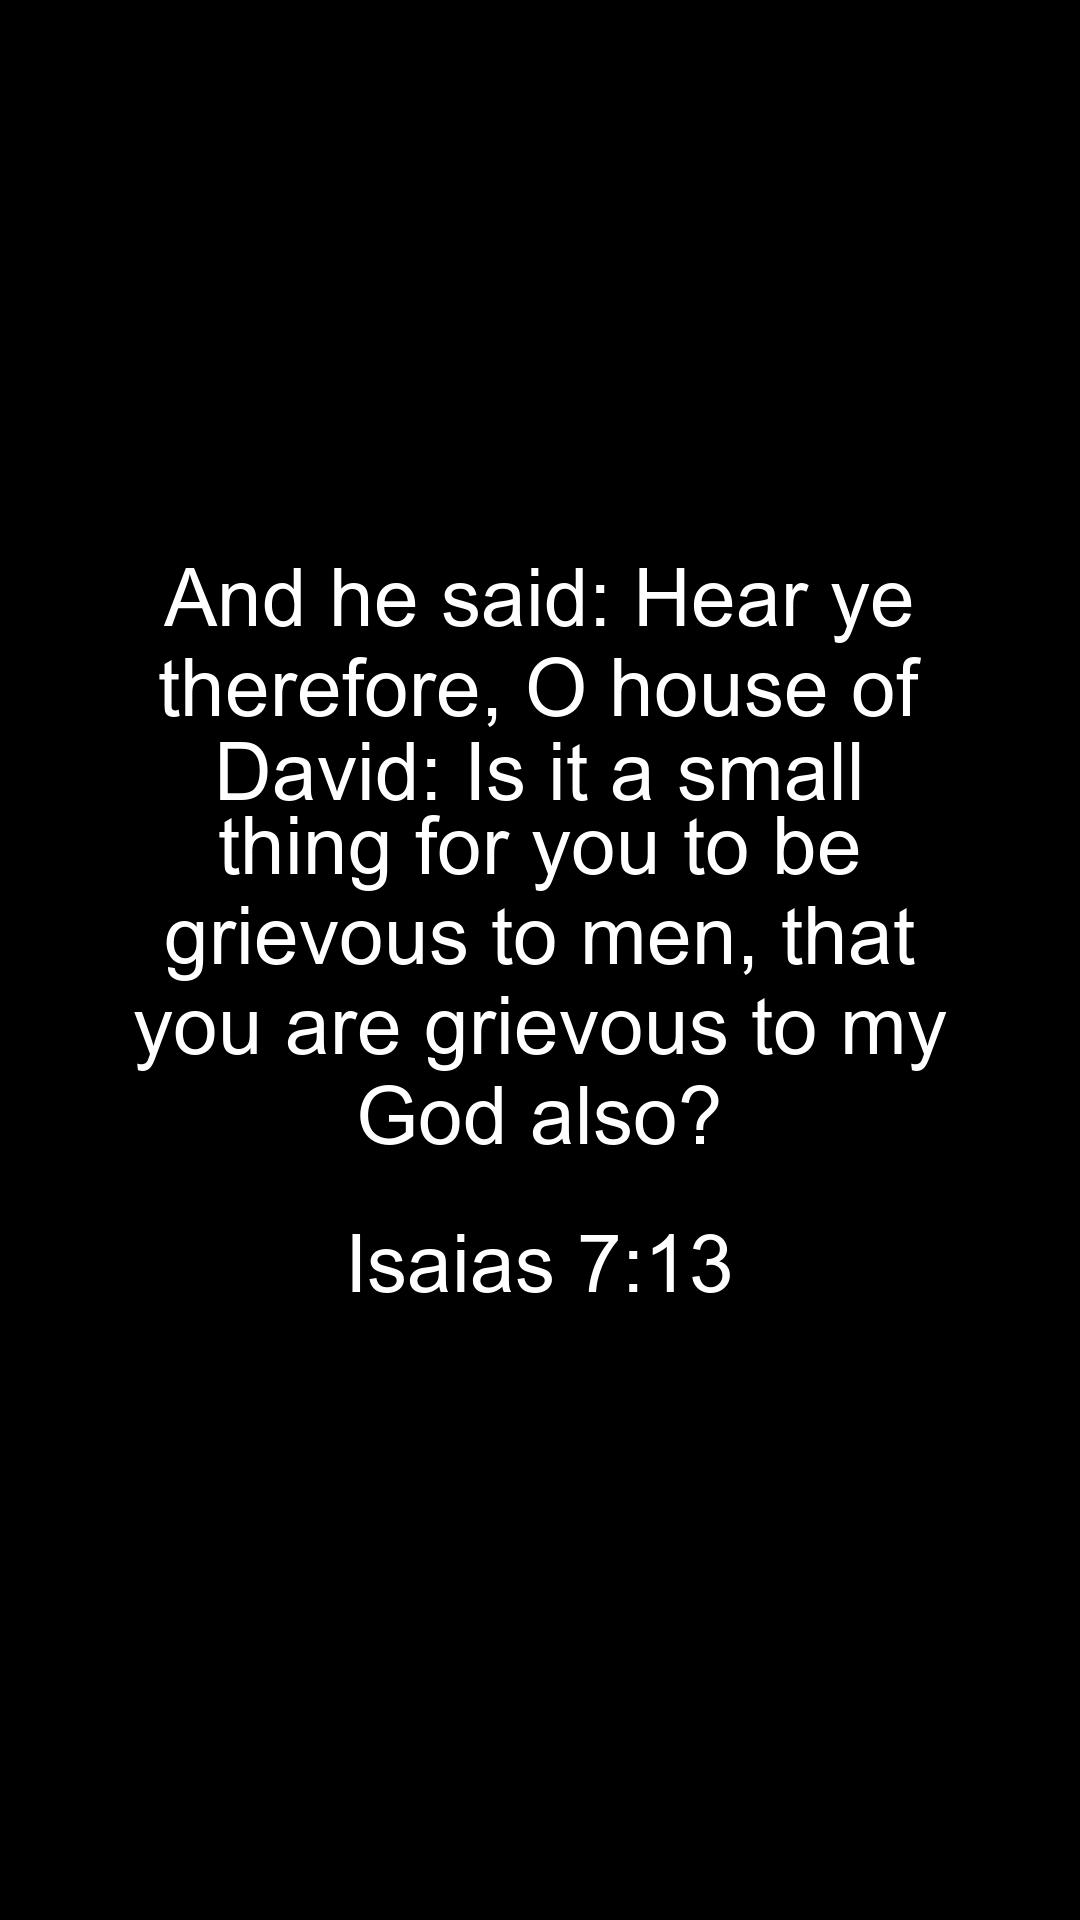 And he said: Hear ye
therefore, O house of
David: Is it a small
thing for you to be
grievous to men, that
you are grievous to my
God also?
Isaias 7:13